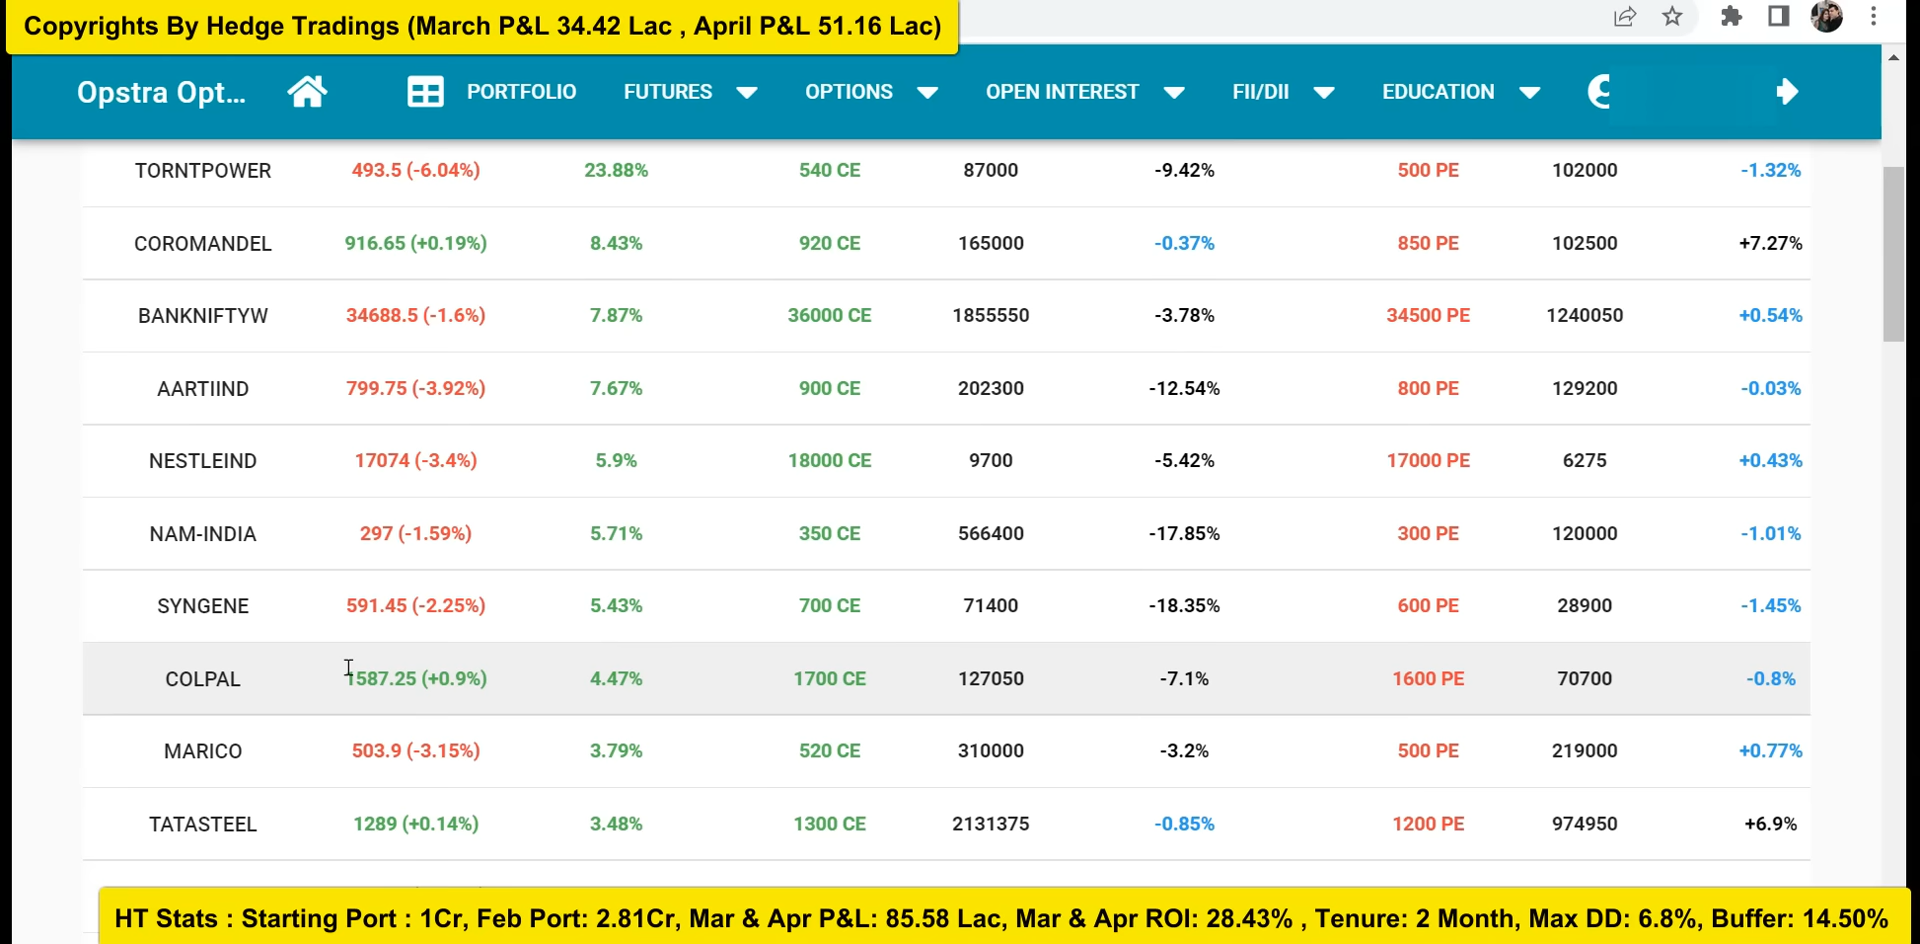 Copyrights By Hedge Tradings (March P&L 34.42 Lac , April P&L 51.16 Lac)
Opstra Opt... PORTFOLIO FUTURES OPTIONS OPEN INTEREST FII/DII EDUCATION
TORNTPOWER 493.5 (-6.04%) 23.88% 540 CE 87000 -9.42% 500 PE 102000 -1.32%
COROMANDEL 916.65 (+0.19%) 8.43% 920 CE 165000 -0.37% 850 PE 102500 +7.27%
BANKNIFTYW 34688.5 (-1.6%) 7.87% 36000 CE 1855550 -3.78% 34500 PE 1240050 +0.54%
AARTIIND 799.75 (-3.92%) 7.67% 900 CE 202300 -12.54% 800 PE 129200 -0.03%
NESTLEIND 17074 (-3.4%) 5.9% 18000 CE 9700 -5.42% 17000 PE 6275 +0.43%
NAM-INDIA 297 (-1.59%) 5.71% 350 CE 566400 -17.85% 300 PE 120000 -1.01%
SYNGENE 591.45 (-2.25%) 5.43% 700 CE 71400 -18.35% 600 PE 28900 -1.45%
COLPAL 1587.25 (+0.9%) 4.47% 1700 CE 127050 -7.1% 1600 PE 70700 -0.8%
MARICO 503.9 (-3.15%) 3.79% 520 CE 310000 -3.2% 500 PE 219000 +0.77%
TATASTEEL 1289 (+0.14%) 3.48% 1300 CE 2131375 -0.85% 1200 PE 974950 +6.9%
HT Stats : Starting Port : 1Cr, Feb Port: 2.81Cr, Mar & Apr P&L: 85.58 Lac, Mar & Apr ROI: 28.43% , Tenure: 2 Month, Max DD: 6.8%, Buffer: 14.50%